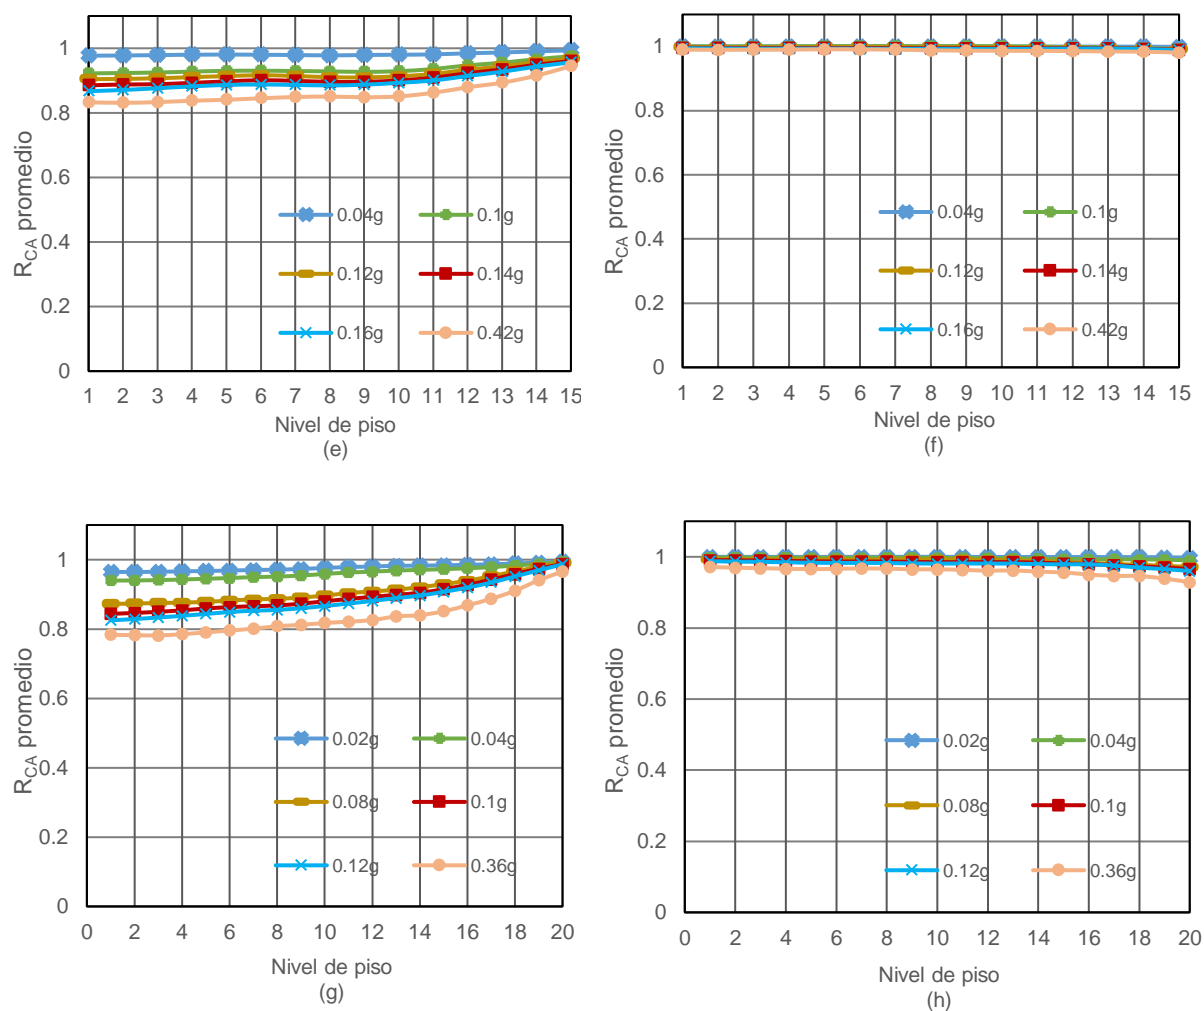 1
0.8
0.6
0.4
0.2
0
R_CA promedio
0.04g 0.1g
0.12g 0.14g
0.16g 0.42g
1 2 3 4 5 6 7 8 9 10 11 12 13 14 15
Nivel de piso
(e)
1
0.8
0.6
0.4
0.2
0
R_CA promedio
0.04g 0.1g
0.12g 0.14g
0.16g 0.42g
1 2 3 4 5 6 7 8 9 10 11 12 13 14 15
Nivel de piso
(f)
1
0.8
0.6
0.4
0.2
0
R_CA promedio
0.02g 0.04g
0.08g 0.1g
0.12g 0.36g
0 2 4 6 8 10 12 14 16 18 20
Nivel de piso
(g)
1
0.8
0.6
0.4
0.2
0
R_CA promedio
0.02g 0.04g
0.08g 0.1g
0.12g 0.36g
0 2 4 6 8 10 12 14 16 18 20
Nivel de piso
(h)